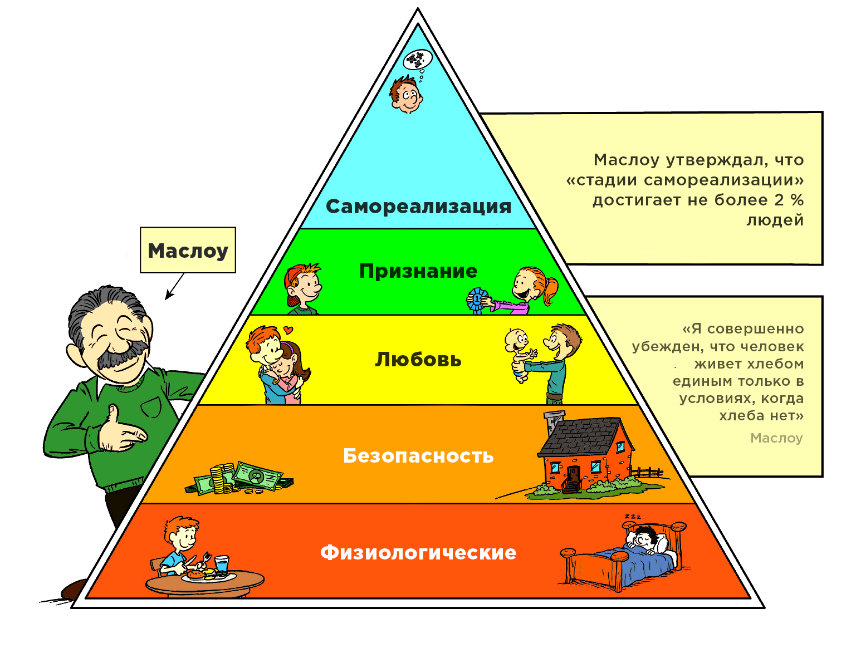 Маслоу утверждал, что
«стадии самореализации»
достигает не более 2 %
людей
Самореализация
Маслоу
Признание
«Я совершенно
убежден, что человек
живет хлебом
единым только в
условиях, когда
хлеба нет»
Маслоу
Любовь
Безопасность
Физиологические
zzz